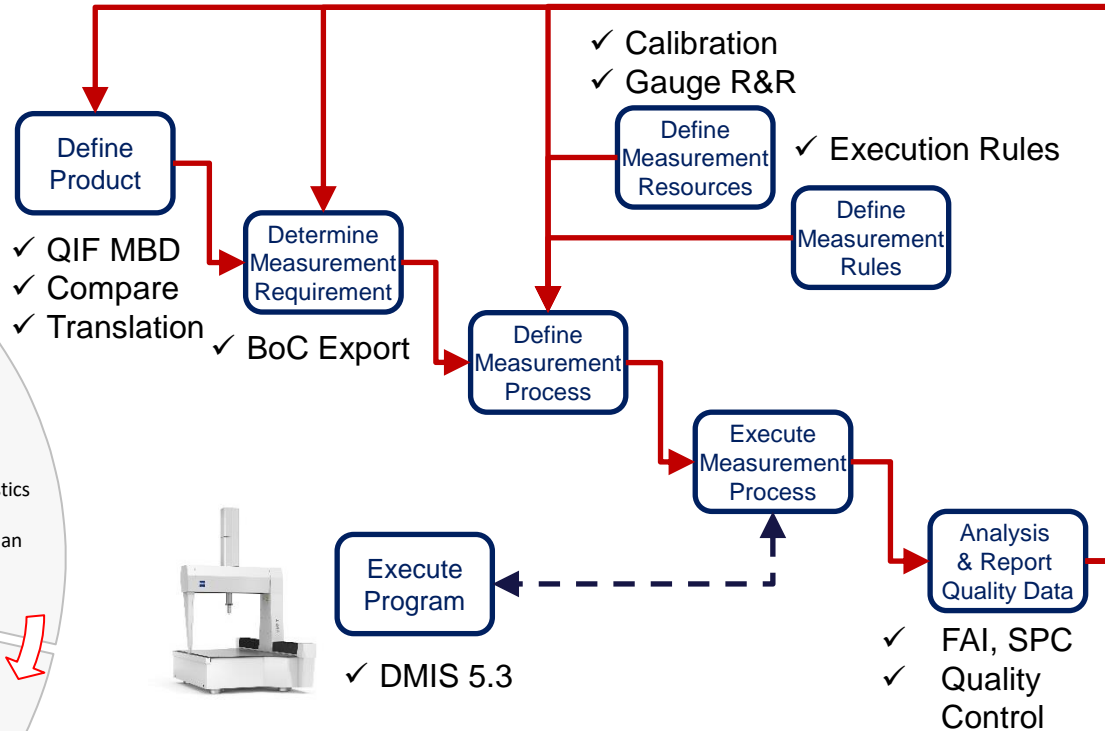 ✓ Calibration
✓ Gauge R&R
Define
Product
Define
Measurement
Resources
✓ Execution Rules
Define
Measurement
Rules
✓ QIF MBD
✓ Compare
✓ Translation
Determine
Measurement
Requirement
✓ BoC Export
Define
Measurement
Process
Execute
Measurement
Process
Execute
Program
✓ DMIS 5.3
Analysis
& Report
Quality Data
✓ FAI, SPC
✓ Quality
Control